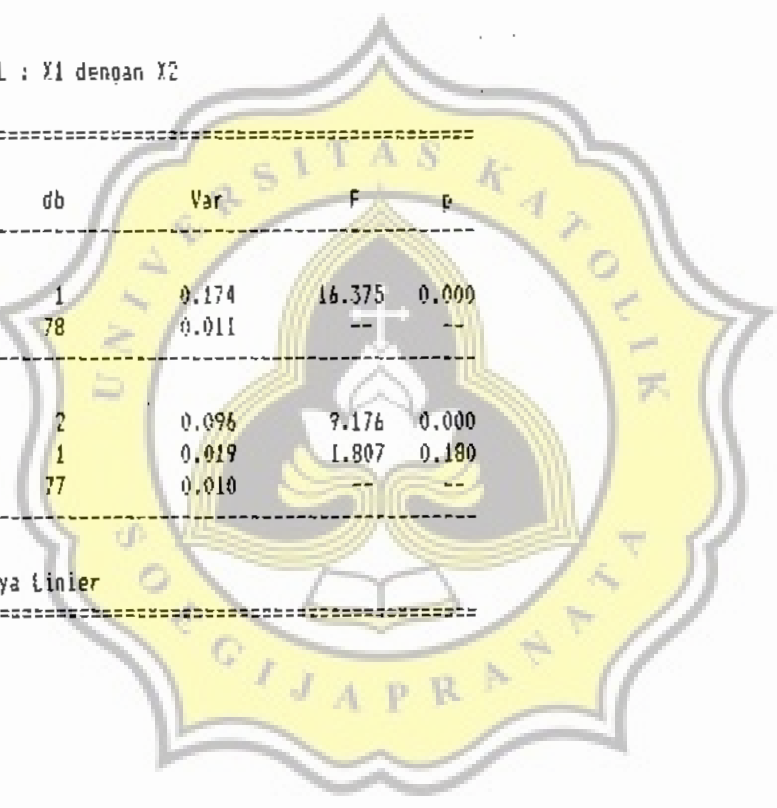 : X1 dengan X2
db Var F p
1 0.174 16.375 0.000
78 0.011 -- --
2 0.096 9.176 0.000
1 0.019 1.807 0.180
77 0.010 -- --
ya Linier
UNIVERSITAS KATOLIK
SOEGIJAPRANATA